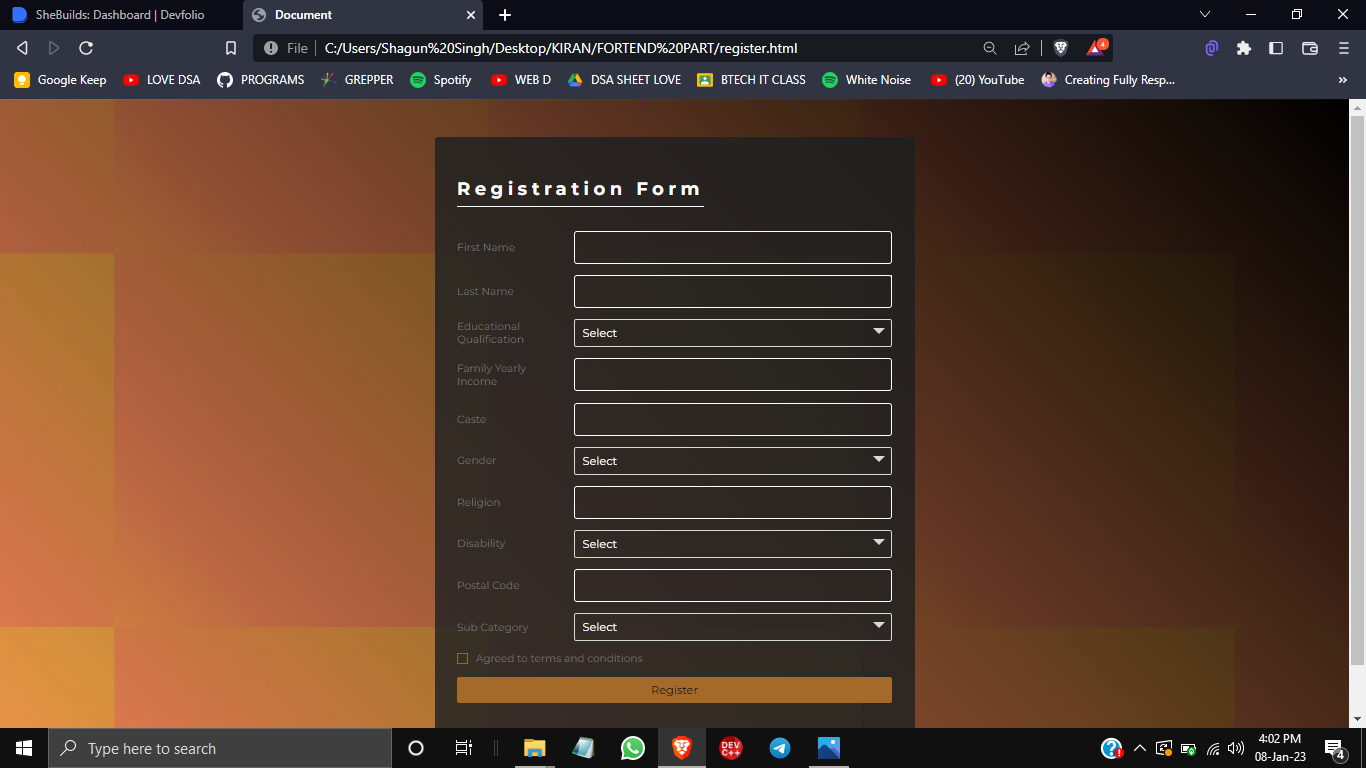 SheBuilds: Dashboard | Devfolio
Document
File
C:/Users/Shagun%20Singh/Desktop/KIRAN/FORTEND%20PART/register.html
4
Google Keep
LOVE DSA
PROGRAMS
GREPPER
Spotify
WEB D
DSA SHEET LOVE
BTECH IT CLASS
White Noise
(20) YouTube
Creating Fully Resp...
Registration Form
First Name
Last Name
Educational
Qualification
Select
Family Yearly
Income
Caste
Gender
Select
Religion
Disability
Select
Postal Code
Sub Category
Select
Agreed to terms and conditions
Register
Type here to search
DEV
C++
4:02 PM
08-Jan-23
4